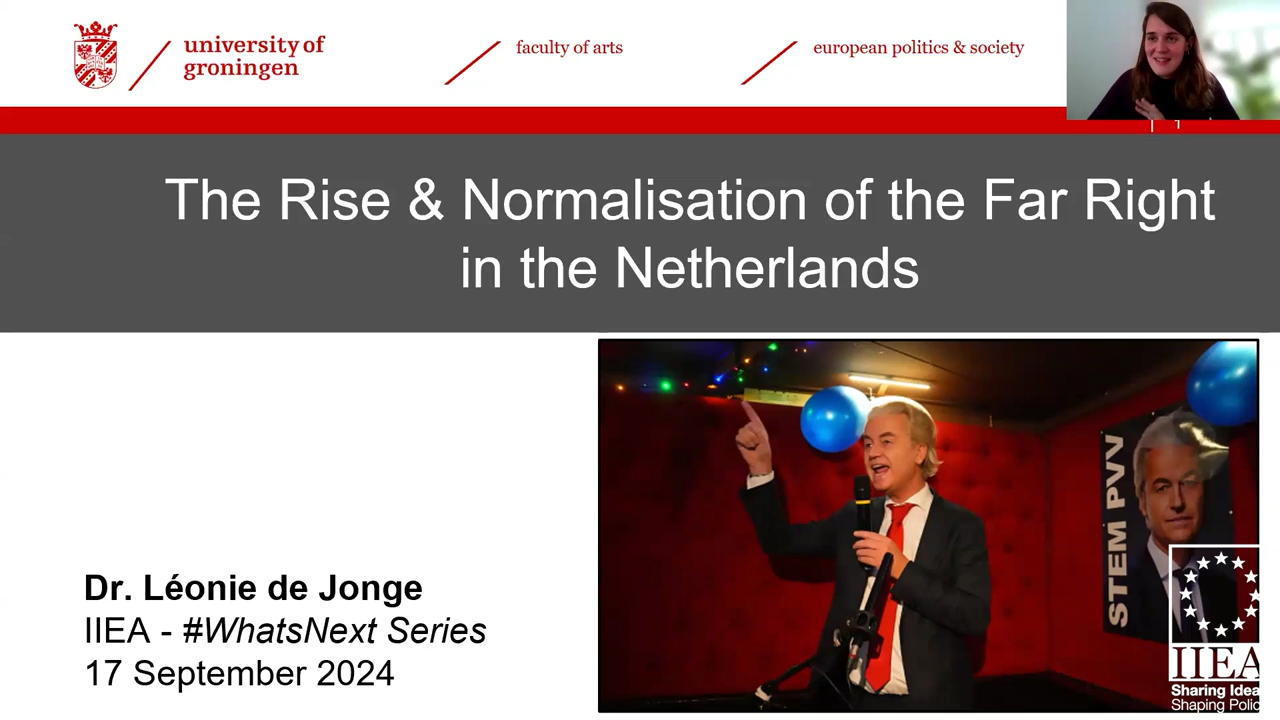 university of
groningen
faculty of arts
european politics & society
The Rise & Normalisation of the Far Right
in the Netherlands
STEM PVV
Dr. Léonie de Jonge
IIEA - #WhatsNext Series
17 September 2024
IIEA
Sharing Idea
Shaping Polic